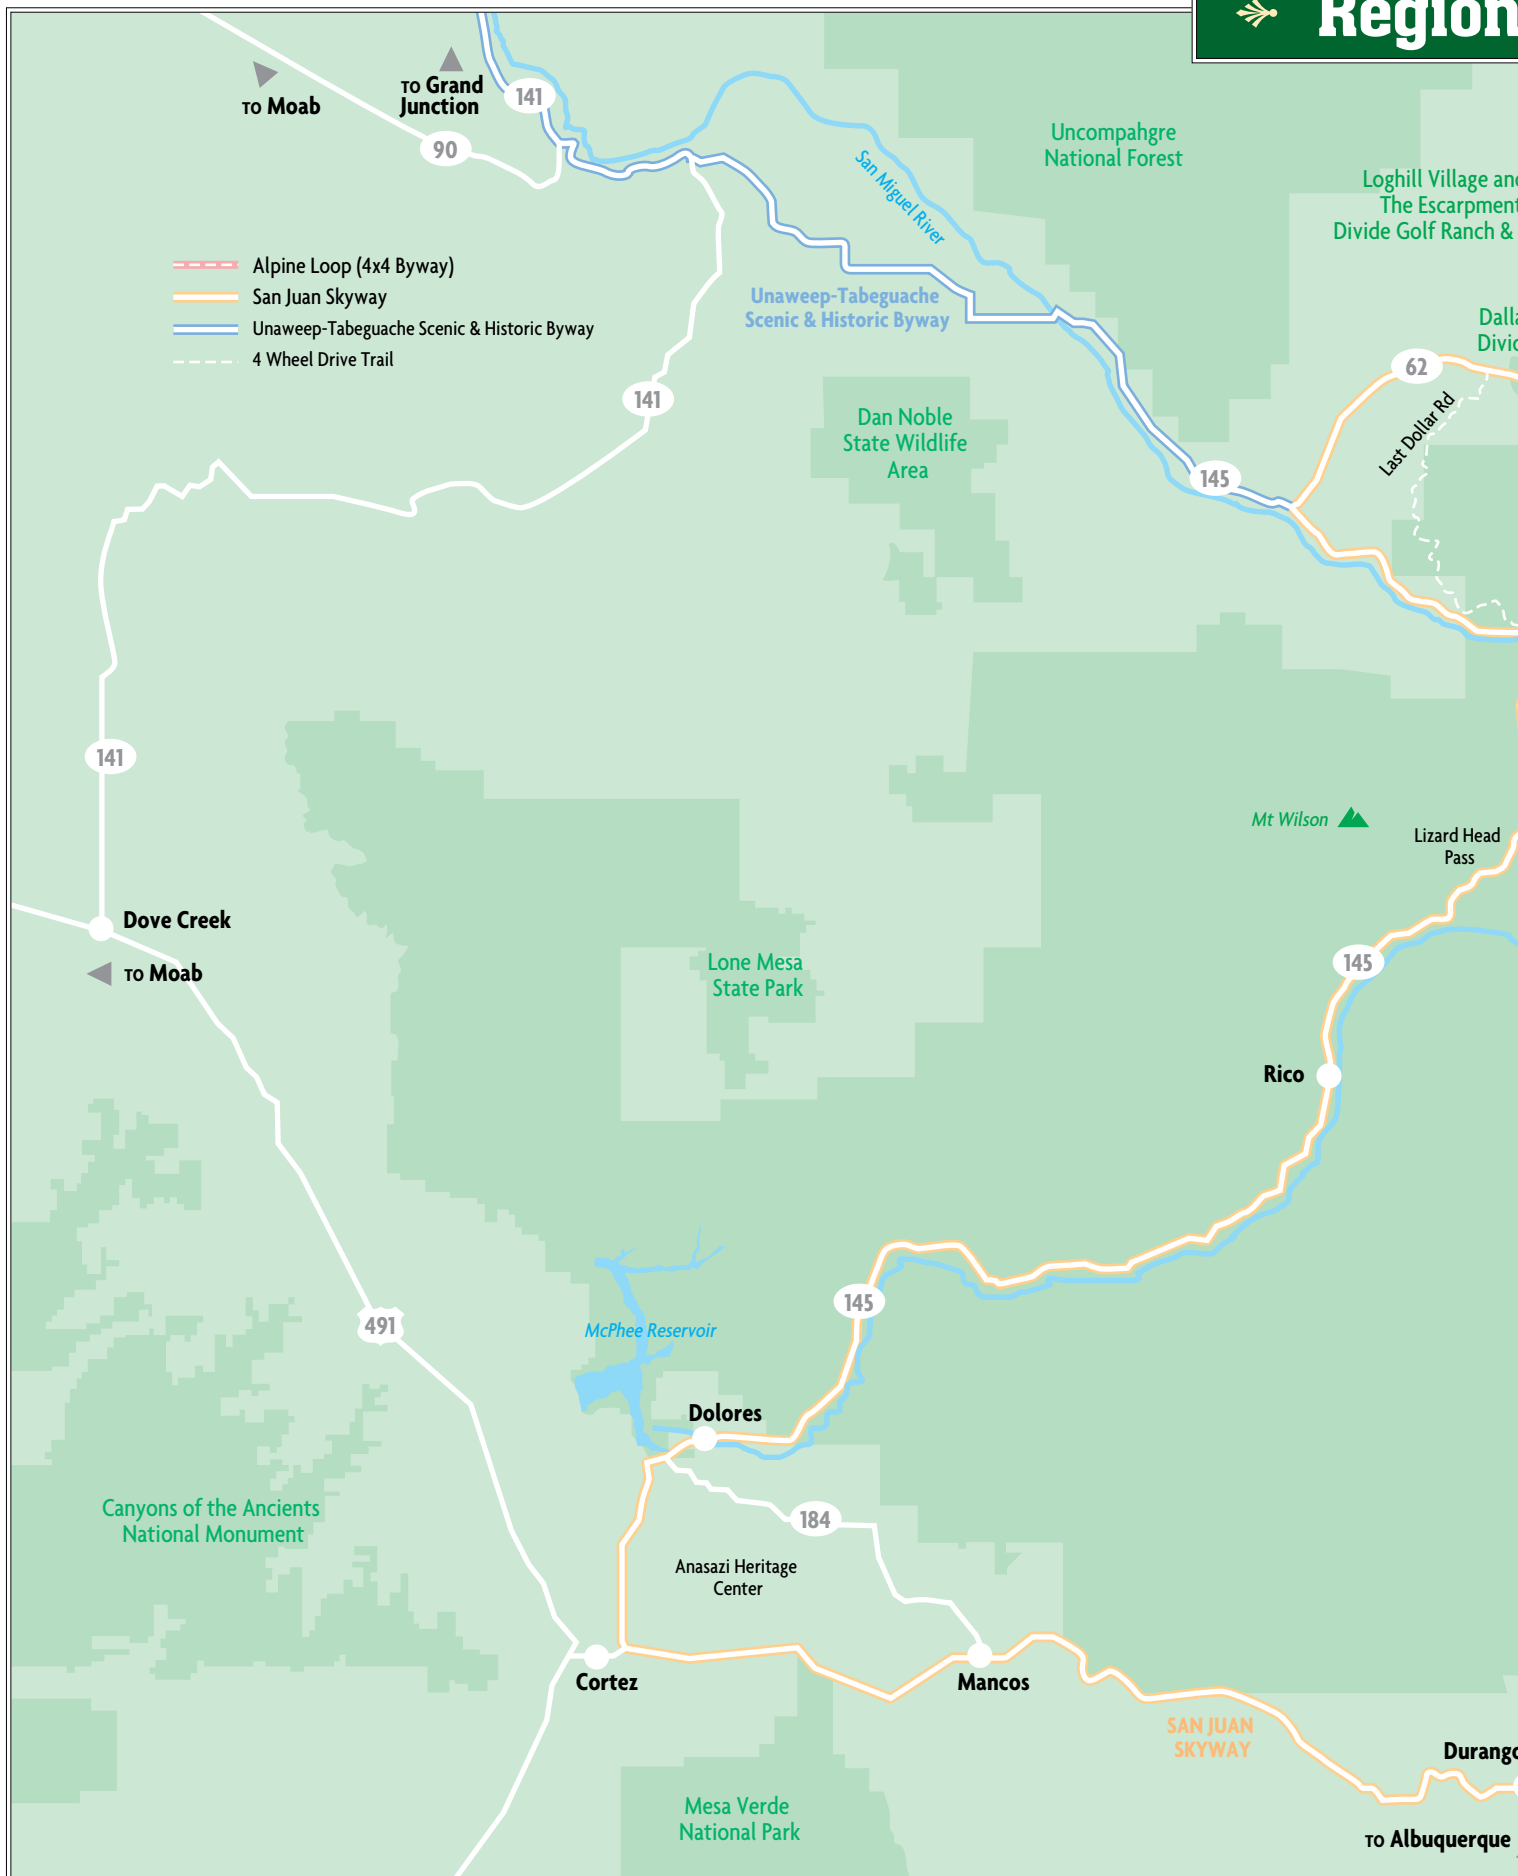 Region
TO Moab
TO Grand
Junction
141
90
Uncompahgre
National Forest
San Miguel River
Loghill Village and
The Escarpment
Divide Golf Ranch &
Alpine Loop (4x4 Byway)
San Juan Skyway
Unaweep-Tabeguache Scenic & Historic Byway
4 Wheel Drive Trail
Unaweep-Tabeguache
Scenic & Historic Byway
62
Last Dollar Rd
141
Dan Noble
State Wildlife
Area
145
141
Mt Wilson
Lizard Head
Pass
Dove Creek
TO Moab
Lone Mesa
State Park
145
Rico
145
491
McPhee Reservoir
Dolores
Canyons of the Ancients
National Monument
184
Anasazi Heritage
Center
Cortez
Mancos
SAN JUAN
SKYWAY
Durango
Mesa Verde
National Park
TO Albuquerque